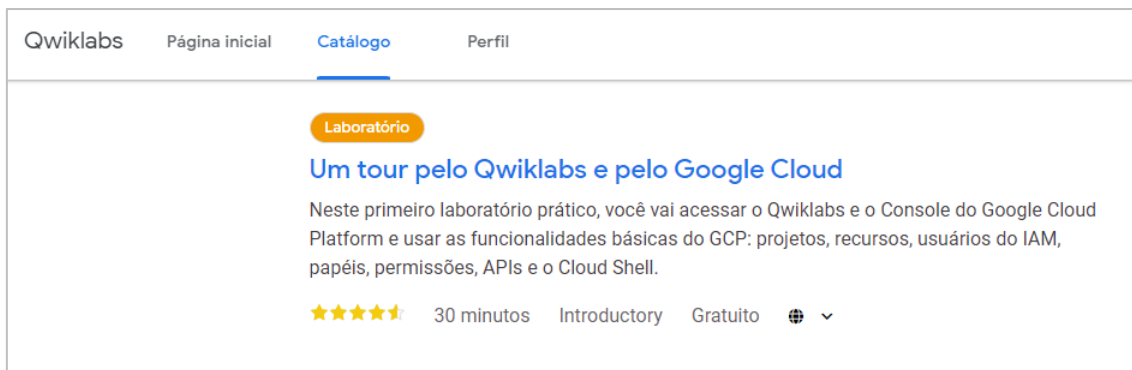 Qwiklabs Página inicial Catálogo Perfil
Laboratório
Um tour pelo Qwiklabs e pelo Google Cloud
Neste primeiro laboratório prático, você vai acessar o Qwiklabs e o Console do Google Cloud
Platform e usar as funcionalidades básicas do GCP: projetos, recursos, usuários do IAM,
papéis, permissões, APIs e o Cloud Shell.
30 minutos Introductory Gratuito